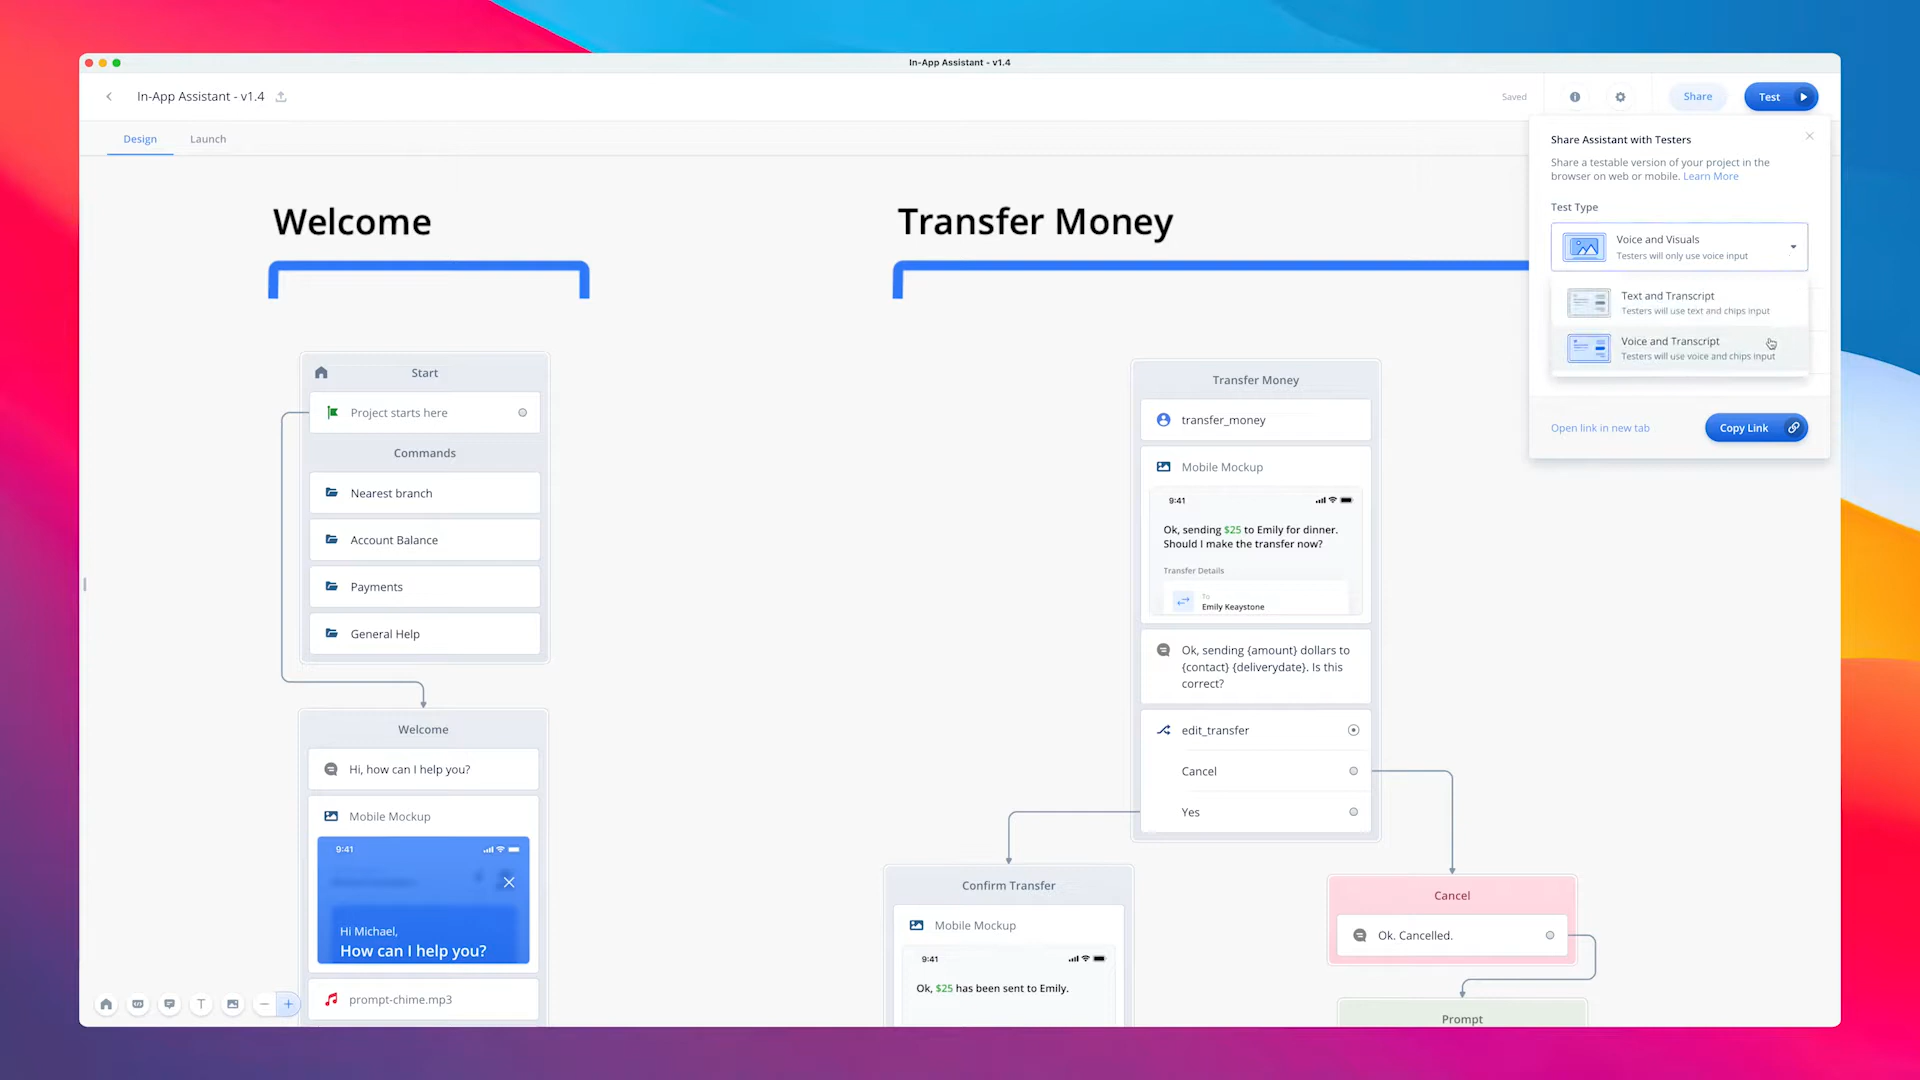 In-App Assistant - v1.4
In-App Assistant - v1.4
Saved
Share
Test
Design
Launch
Share Assistant with Testers
Share a testable version of your project in the
browser on web or mobile. Learn More
Test Type
Voice and Visuals
Testers will only use voice input
Text and Transcript
Testers will use text and chips input
Voice and Transcript
Testers will use voice and chips input
Open link in new tab
Copy Link
Welcome
Start
Project starts here
Commands
Nearest branch
Account Balance
Payments
General Help
Welcome
Hi, how can I help you?
Mobile Mockup
9:41
Hi Michael,
How can I help you?
prompt-chime.mp3
T
Transfer Money
Transfer Money
transfer_money
Mobile Mockup
9:41
Ok, sending $25 to Emily for dinner.
Should I make the transfer now?
Transfer Details
To
Emily Keaystone
Ok, sending {amount} dollars to
{contact} {deliverydate}. Is this
correct?
edit_transfer
Cancel
Yes
Confirm Transfer
Mobile Mockup
9:41
Ok, $25 has been sent to Emily.
Cancel
Ok. Cancelled.
Prompt